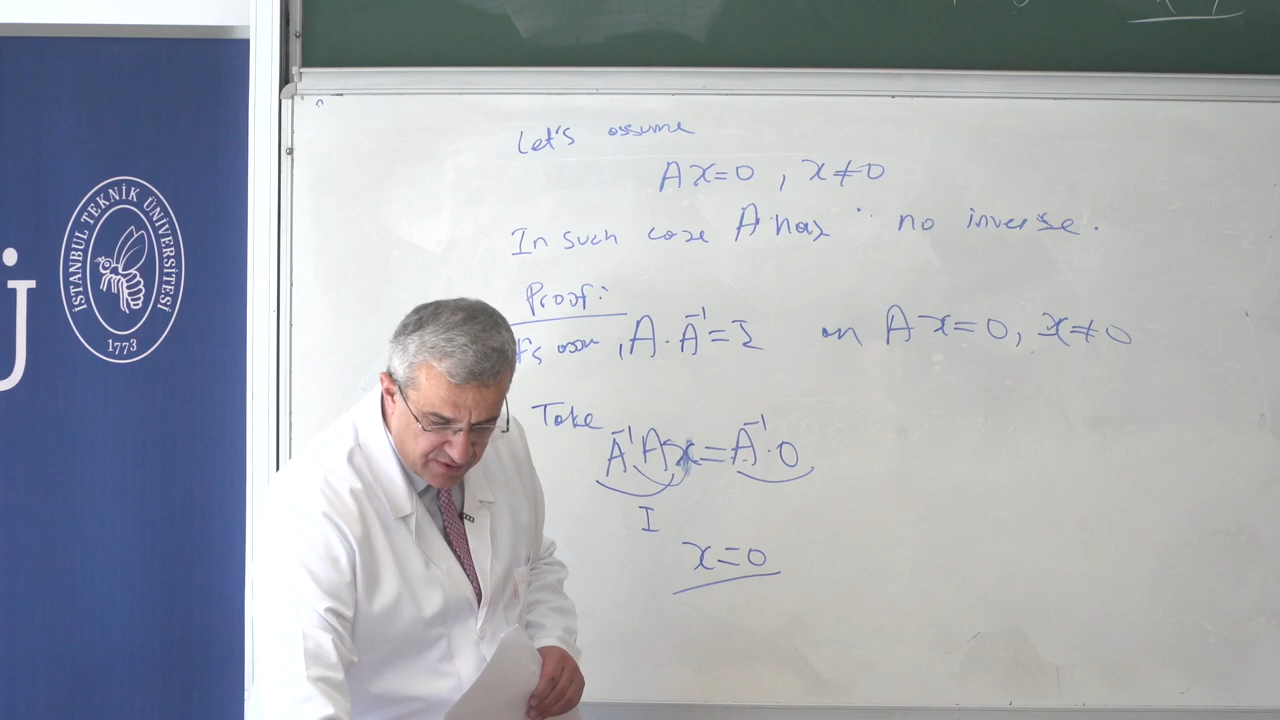 Let's assume
Ax=0, x≠0
In such case A has no inverse.
Proof:
A·A⁻¹=I an Ax=0, x≠0
Take
A⁻¹Ax=A⁻¹·0
I
x=0
İSTANBUL TEKNİK ÜNİVERSİTESİ
1773